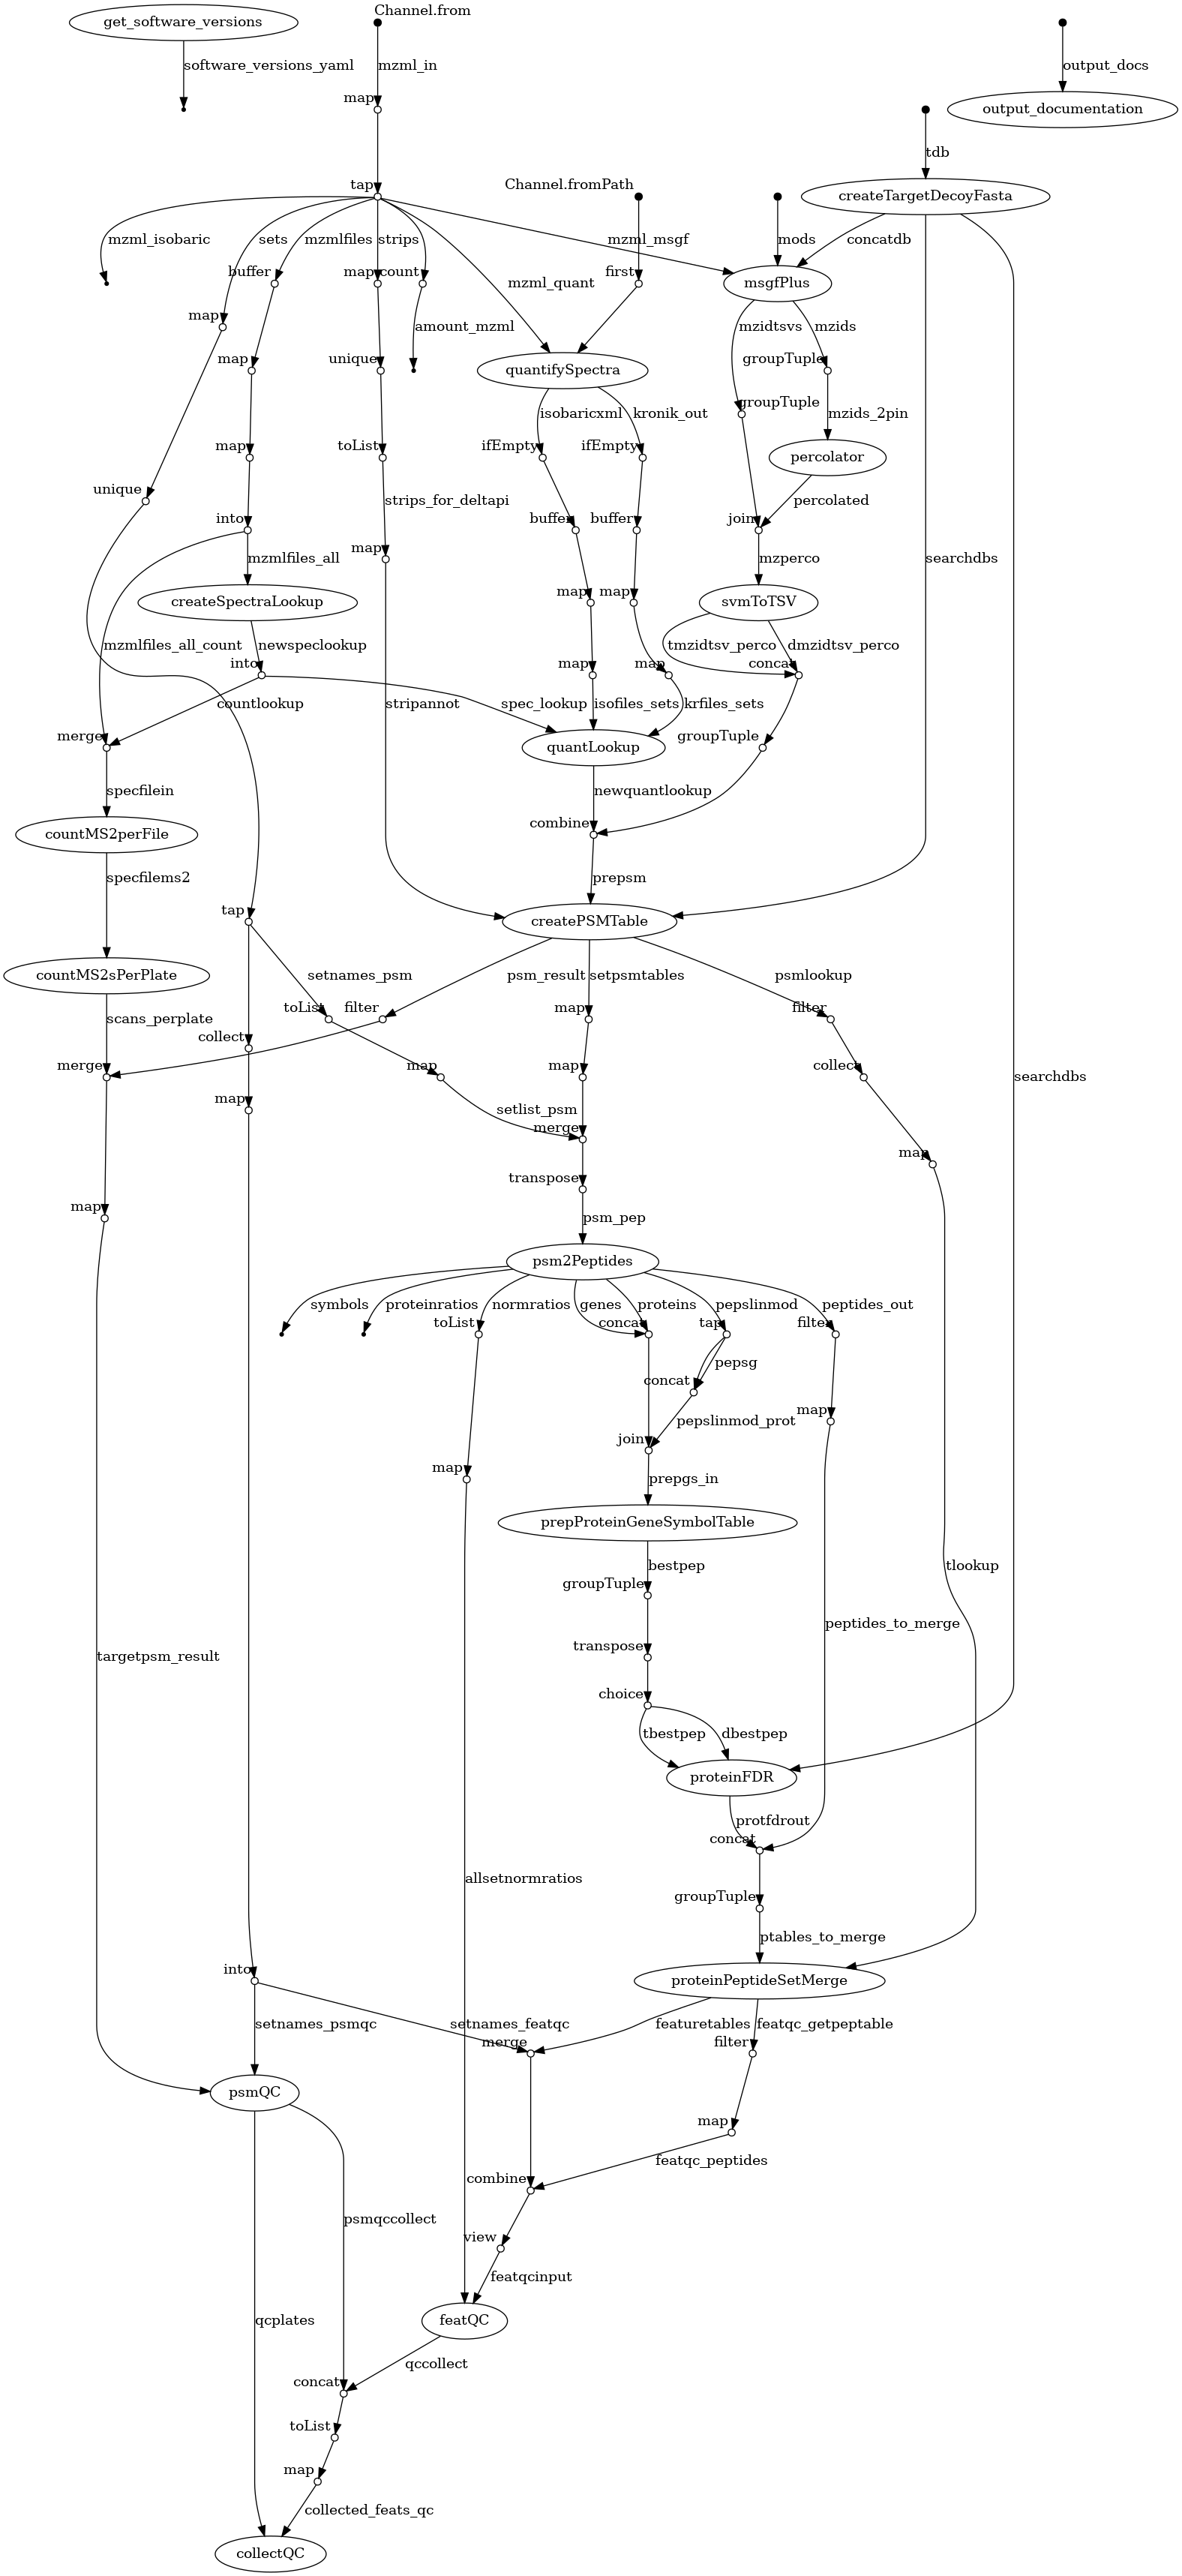 Channel.from
get_software_versions
software_versions_yaml
mzml_in
output_docs
map
output_documentation
tdb
tap
Channel.fromPath
createTargetDecoyFasta
mzml_isobaric
sets
mzmlfiles
strips
mzml_msgf
mods
concatdb
buffer
map
count
first
mzml_quant
msgfPlus
map
amount_mzml
mzidtsvs
mzids
map
unique
quantifySpectra
groupTuple
groupTuple
isobaricxml
kronik_out
mzids_2pin
map
toList
ifEmpty
ifEmpty
percolator
unique
strips_for_deltapi
percolated
into
buffer
buffer
join
map
mzmlfiles_all
mzperco
searchdbs
createSpectraLookup
map
map
svmToTSV
mzmlfiles_all_count
newspeclookup
tmzidtsv_perco
dmzidtsv_perco
into
map
map
concat
countlookup
stripannot
spec_lookup
isofiles_sets
krfiles_sets
merge
quantLookup
groupTuple
specfilein
newquantlookup
countMS2perFile
combine
specfilems2
prepsm
tap
createPSMTable
countMS2sPerPlate
setnames_psm
psm_result
setpsmtables
psmlookup
scans_perplate
toList
filter
map
filter
collect
merge
map
map
collect
searchdbs
map
setlist_psm
merge
map
transpose
map
psm_pep
psm2Peptides
symbols
proteinratios
normratios
genes
proteins
pepslinmod
peptides_out
toList
concat
tap
filter
pepsg
concat
map
pepslinmod_prot
join
map
prepgs_in
prepProteinGeneSymbolTable
bestpep
tlookup
groupTuple
peptides_to_merge
transpose
targetpsm_result
choice
tbestpep
dbestpep
proteinFDR
protfdrout
concat
allsetnormratios
groupTuple
ptables_to_merge
into
proteinPeptideSetMerge
setnames_psmqc
setnames_featqc
featuretables
featqc_getpeptable
merge
filter
psmQC
map
featqc_peptides
combine
psmqccollect
view
featqcinput
qcplates
featQC
qccollect
concat
toList
map
collected_feats_qc
collectQC